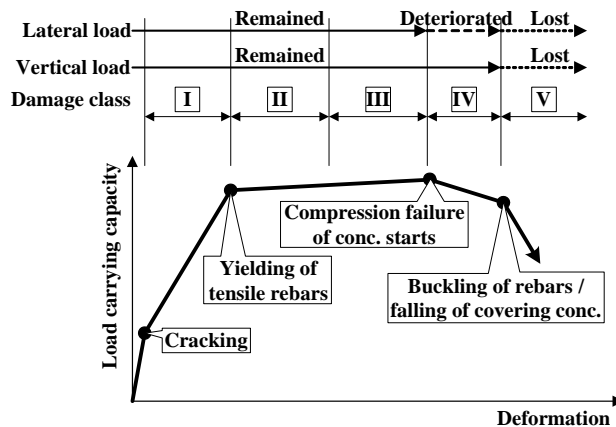 Remained Deteriorated Lost
Lateral load
Remained Lost
Vertical load
Damage class I II III IV V
Load carrying capacity
Compression failure
of conc. starts
Yielding of
tensile rebars
Buckling of rebars /
falling of covering conc.
Cracking
Deformation